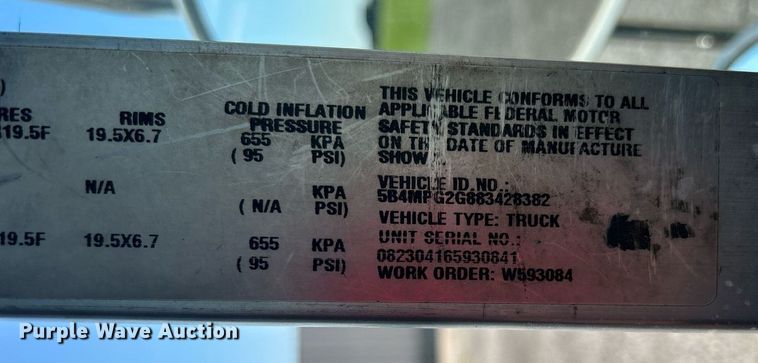 )
RES RIMS COLD INFLATION PRESSURE
19.5F 19.5X6.7 655 KPA
( 95 PSI)
N/A KPA
( N/A PSI)
19.5F 19.5X6.7 655 KPA
( 95 PSI)
THIS VEHICLE CONFORMS TO ALL
APPLICABLE FEDERAL MOTOR
SAFETY STANDARDS IN EFFECT
ON THE DATE OF MANUFACTURE
SHOW
VEHICLE ID.NO.:
5B4MPG2G683428382
VEHICLE TYPE: TRUCK
UNIT SERIAL NO.:
082304165930841
WORK ORDER: W593084
Purple Wave Auction